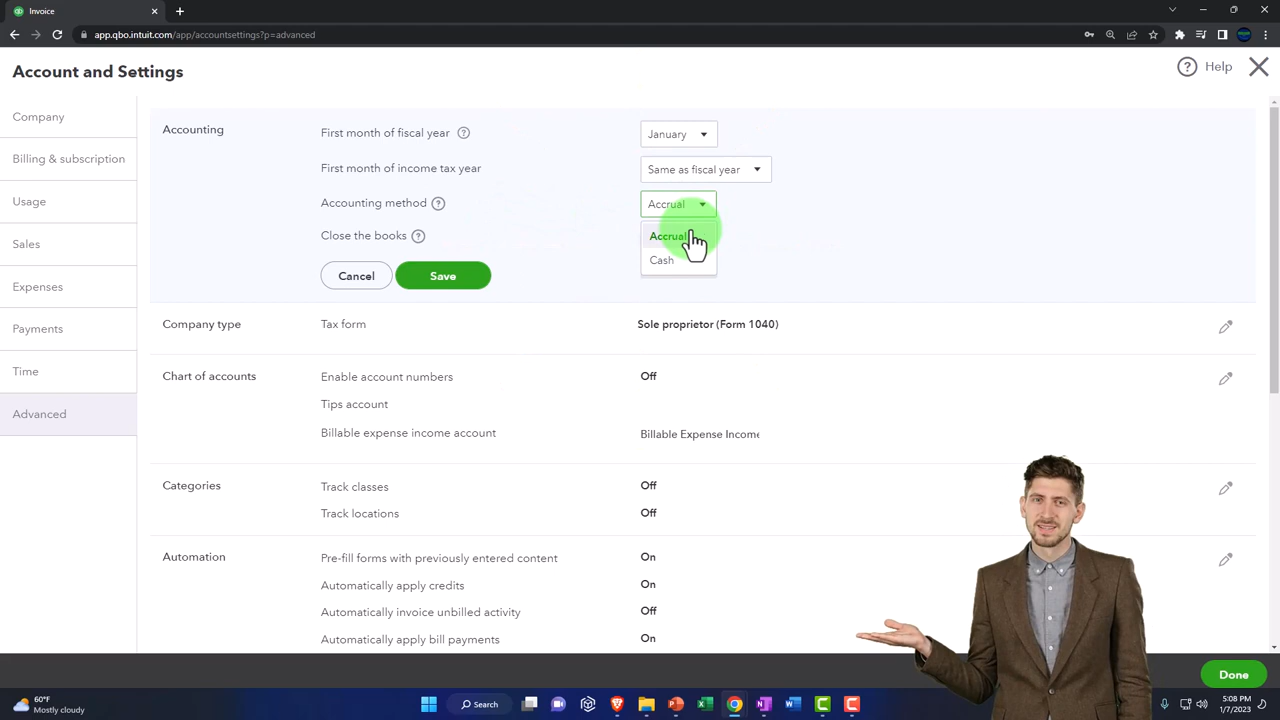 Invoice
app.qbo.intuit.com/app/accountsettings?p=advanced
Account and Settings
Help
Company
Billing & subscription
Usage
Sales
Expenses
Payments
Time
Advanced
Accounting
First month of fiscal year
January
First month of income tax year
Same as fiscal year
Accounting method
Accrual
Close the books
Accrual
Cash
Cancel
Save
Company type
Tax form
Sole proprietor (Form 1040)
Chart of accounts
Enable account numbers
Off
Tips account
Billable expense income account
Billable Expense Income
Categories
Track classes
Off
Track locations
Off
Automation
Pre-fill forms with previously entered content
On
Automatically apply credits
On
Automatically invoice unbilled activity
Off
Automatically apply bill payments
On
Done
60°F
Mostly cloudy
Search
5:08 PM
1/7/2023